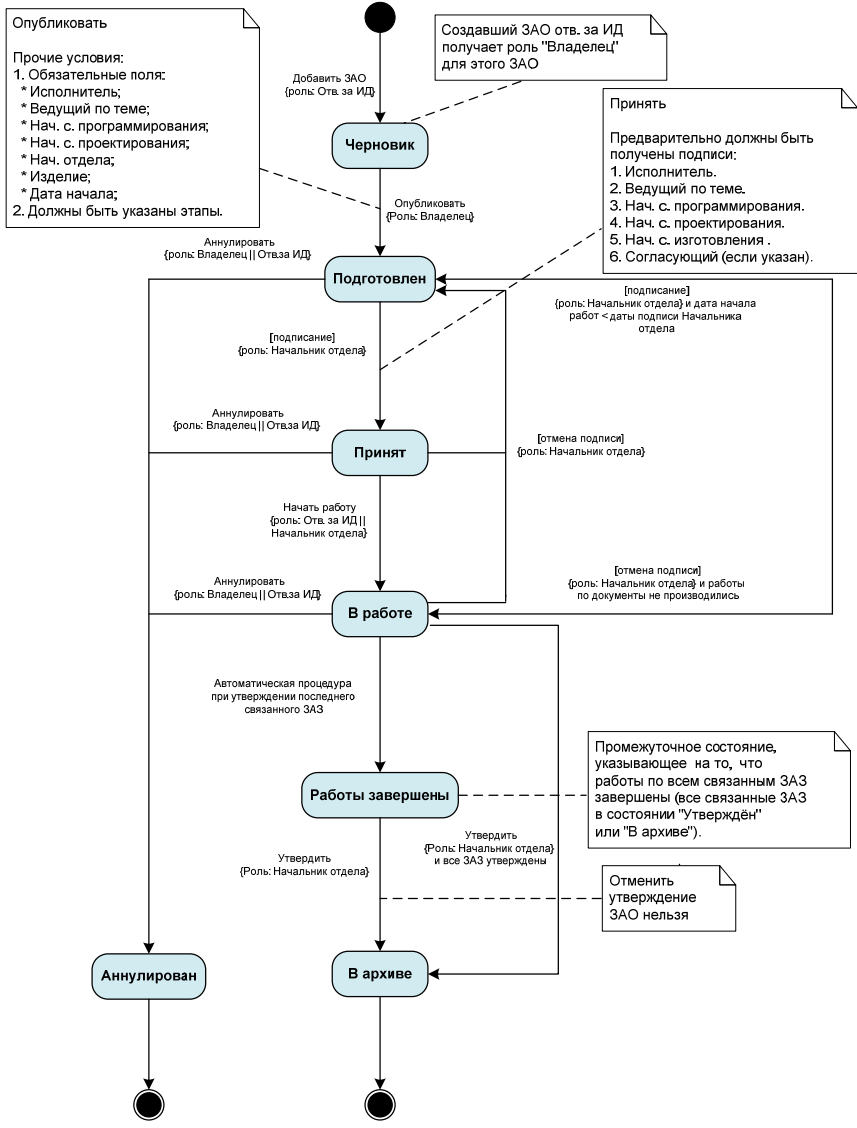 Опубликовать
Прочие условия:
1. Обязательные поля:
* Исполнитель;
* Ведущий по теме;
* Нач. с. программирования;
* Нач. с. проектирования;
* Нач. отдела;
* Изделие;
* Дата начала;
2. Должны быть указаны этапы.
Создавший ЗАО отв. за ИД
получает роль "Владелец"
для этого ЗАО
Добавить ЗАО
{роль: Отв. за ИД}
Принять
Предварительно должны быть
получены подписи:
1. Исполнитель.
2. Ведущий по теме.
3. Нач. с. программирования.
4. Нач. с. проектирования.
5. Нач. с. изготовления .
6. Согласующий (если указан).
Черновик
Опубликовать
{Роль: Владелец}
Аннулировать
{роль: Владелец || Отв.за ИД}
Подготовлен
[подписание]
{роль: Начальник отдела} и дата начала
работ < даты подписи Начальника
отдела
[подписание]
{роль: Начальник отдела}
Аннулировать
{роль: Владелец || Отв.за ИД}
Принят
[отмена подписи]
{роль: Начальник отдела}
Начать работу
{роль: Отв. за ИД ||
Начальник отдела}
Аннулировать
{роль: Владелец || Отв.за ИД}
[отмена подписи]
{роль: Начальник отдела} и работы
по документы не производились
В работе
Автоматическая процедура
при утверждении последнего
связанного ЗАЗ
Промежуточное состояние,
указывающее на то, что
работы по всем связанным ЗАЗ
завершены (все связанные ЗАЗ
в состоянии "Утверждён"
или "В архиве").
Работы завершены
Утвердить
{Роль: Начальник отдела}
и все ЗАЗ утверждены
Утвердить
{Роль: Начальник отдела}
Отменить
утверждение
ЗАО нельзя
Аннулирован
В архиве